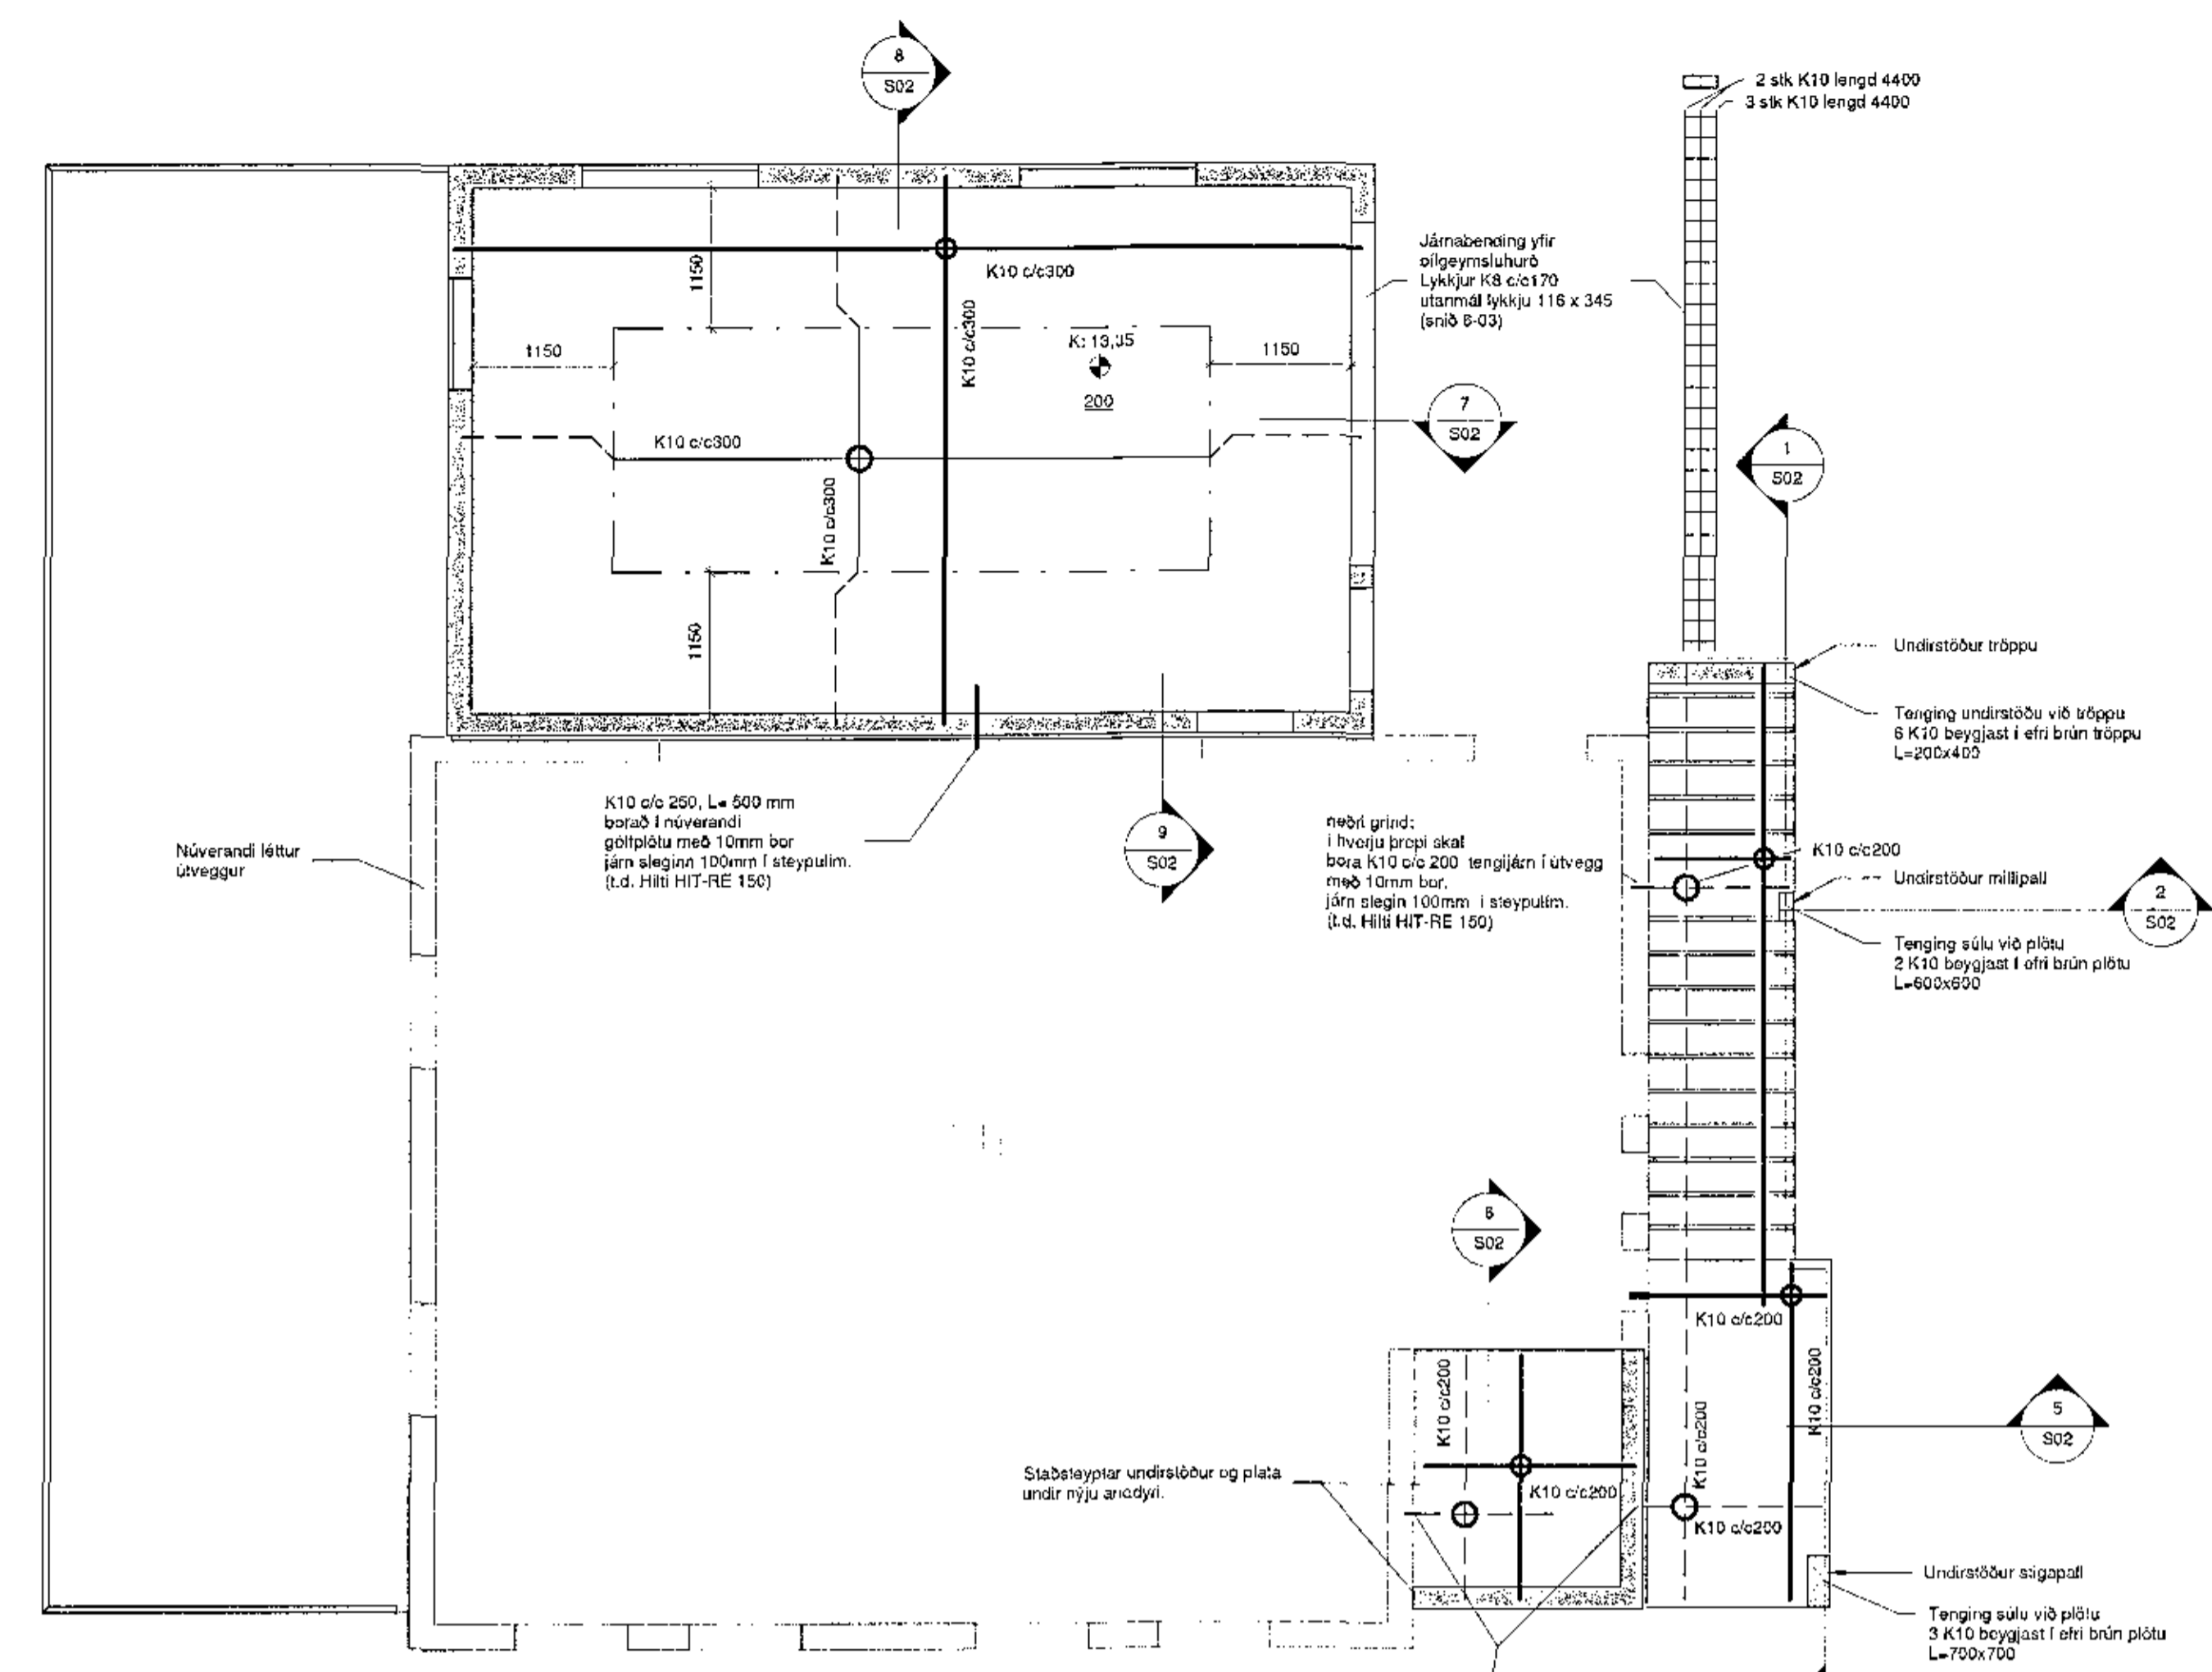 8
S02
2 stk K10 lengd 4400
3 stk K10 lengd 4400
Járnabending yfir
bílgeymsluhurð
Lykkjur K8 c/c170
utanmál lykkju 116 x 345
(snið 6-03)
K10 c/c300
K10 c/c300
1150
1150
K: 13,35
200
1150
7
S02
K10 c/c300
K10 c/c300
1
S02
1150
Undirstöður tröppu
Tenging undirstöðu við tröppu
6 K10 beygjast í efri brún tröppu
L=200x400
K10 c/c 250, L= 500 mm
borað í núverandi
gólfplötu með 10mm bor
járn sleginn 100mm í steypulím.
(t.d. Hilti HIT-RE 150)
9
S02
neðri grind:
í hverju þrepi skal
bora K10 c/c 200 tengijárn í útvegg
með 10mm bor.
járn slegin 100mm í steypulím.
(t.d. Hilti HIT-RE 150)
Núverandi léttur
útveggur
K10 c/c200
Undirstöður millipall
2
S02
Tenging súlu við plötu
2 K10 beygjast í efri brún plötu
L=600x600
6
S02
K10 c/c200
K10 c/c200
K10 c/c200
K10 c/c200
5
S02
Staðsteyptar undirstöður og plata
undir nýju anddyri.
K10 c/c200
K10 c/c200
Undirstöður stigapall
Tenging súlu við plötu
3 K10 beygjast í efri brún plötu
L=700x700